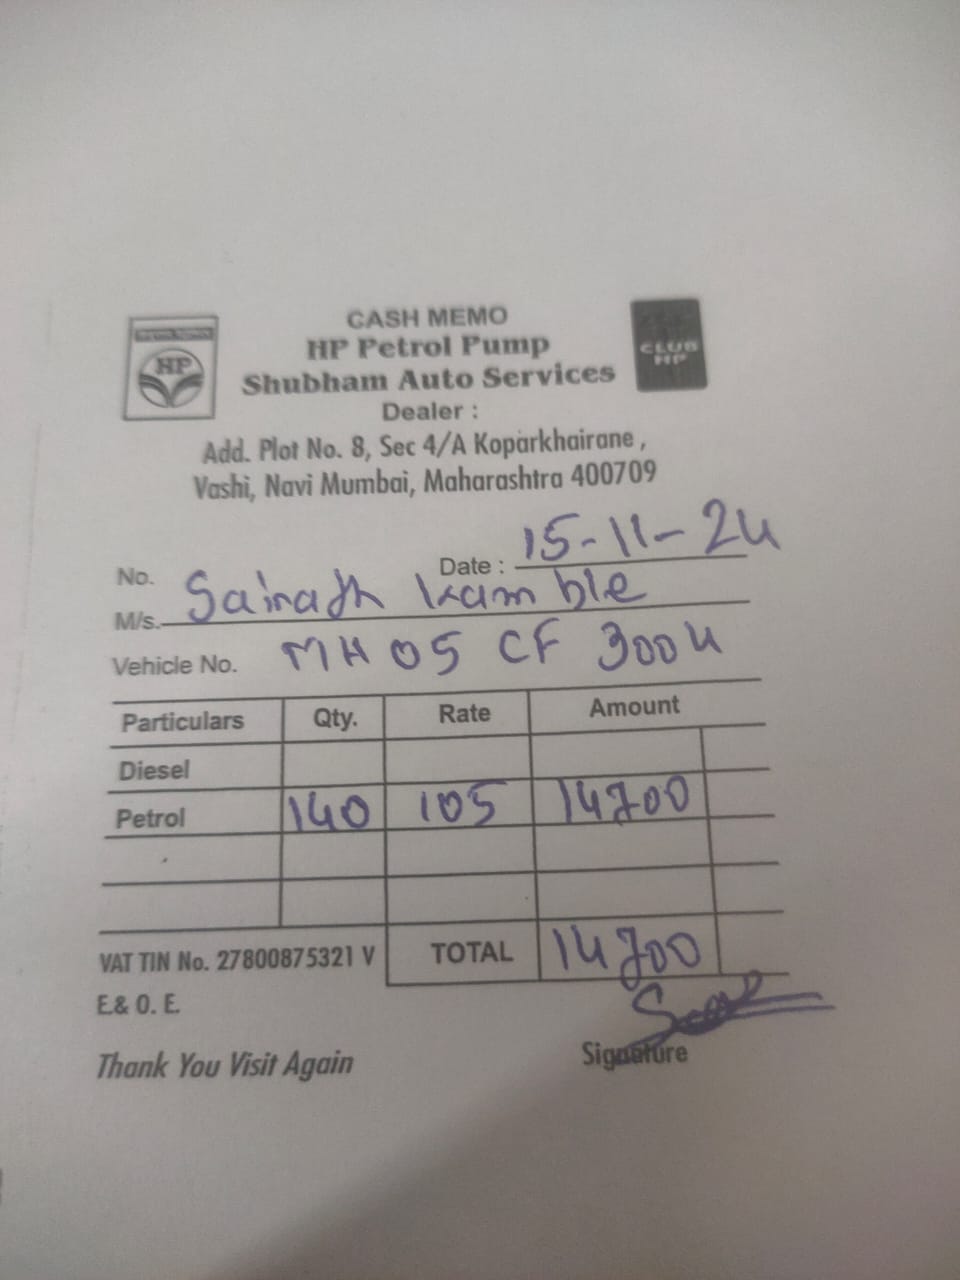 CASH MEMO
HP Petrol Pump
Shubham Auto Services
HP
CLUB
HP
Dealer :
Add. Plot No. 8, Sec 4/A Koparkhairane,
Vashi, Navi Mumbai, Maharashtra 400709
No.
Date : 15-11-24
M/s. Sainath Kamble
Vehicle No. MH 05 CF 3004
Particulars Qty. Rate Amount
Diesel
Petrol 140 105 14700
VAT TIN No. 27800875321 V TOTAL 14700
E.& O. E.
Thank You Visit Again
Signature